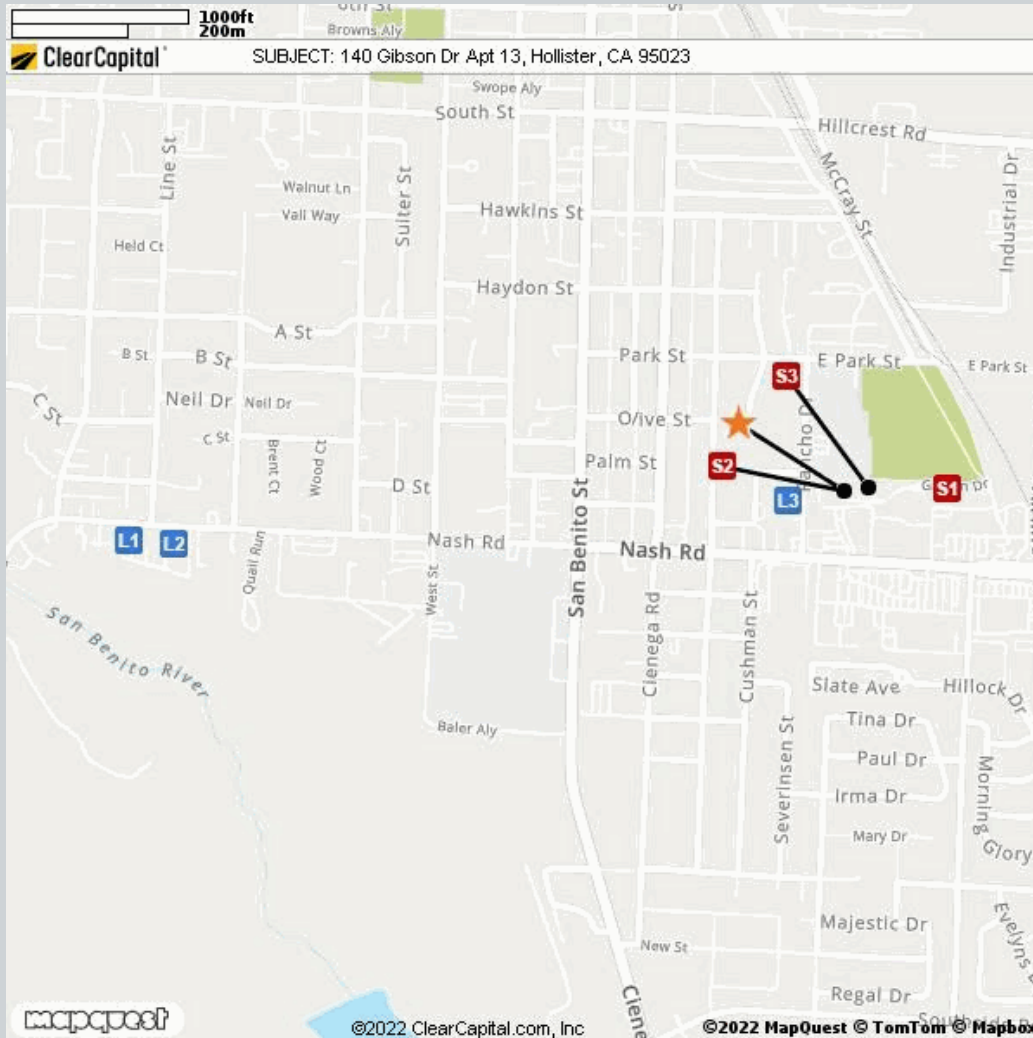 1000ft
200m
Browns Aly
ClearCapital
SUBJECT: 140 Gibson Dr Apt 13, Hollister, CA 95023
Swope Aly
South St
Hillcrest Rd
Line St
McCray St
Industrial Dr
Walnut Ln
Suiter St
Vall Way
Hawkins St
Held Ct
Haydon St
A St
B St
B St
Park St
E Park St
E Park St
S3
Neil Dr
Neil Dr
C St
O/ive St
C St
Brent Ct
Wood Ct
Palm St
S2
D St
L3
S1
L1
L2
Nash Rd
Nash Rd
San Benito St
Quail Run
West St
Cienega Rd
Cushman St
San Benito River
Slate Ave
Hillock Dr
Tina Dr
Baler Aly
Severinsen St
Paul Dr
Morning Glory
Irma Dr
Mary Dr
Majestic Dr
New St
Regal Dr
mapquest
©2022 ClearCapital.com, Inc
©2022 MapQuest © TomTom © Mapbox